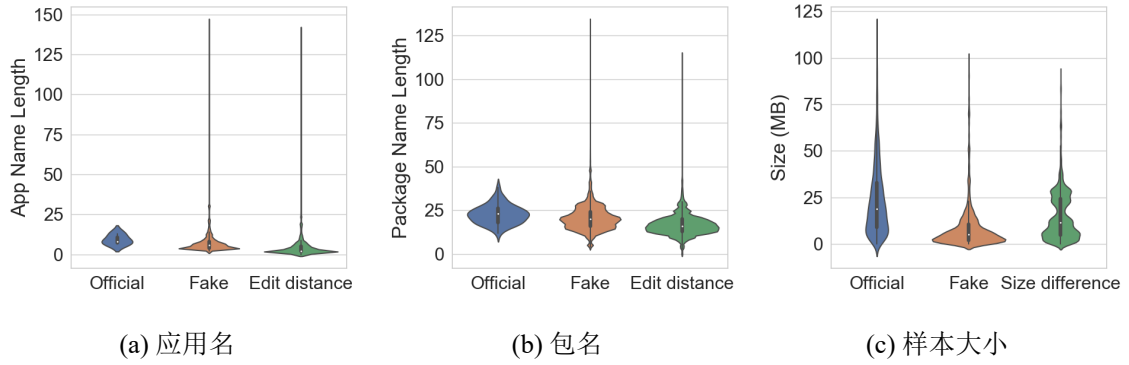 App Name Length
150
125
100
75
50
25
0
Official Fake Edit distance
(a) 应用名
Package Name Length
125
100
75
50
25
0
Official Fake Edit distance
(b) 包名
Size (MB)
125
100
75
50
25
0
Official Fake Size difference
(c) 样本大小